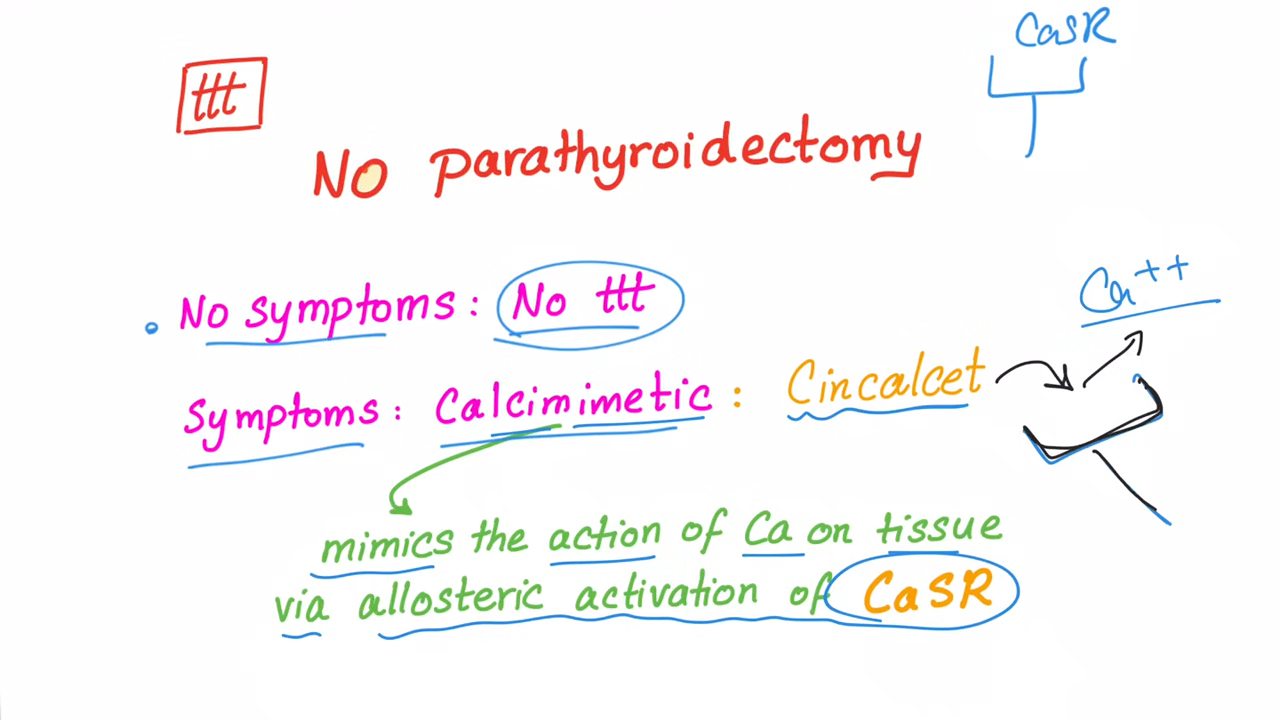 CaSR
ttt
No parathyroidectomy
No symptoms: No ttt
Ca++
Symptoms: Calcimimetic: Cincalcet
mimics the action of Ca on tissue
via allosteric activation of CaSR